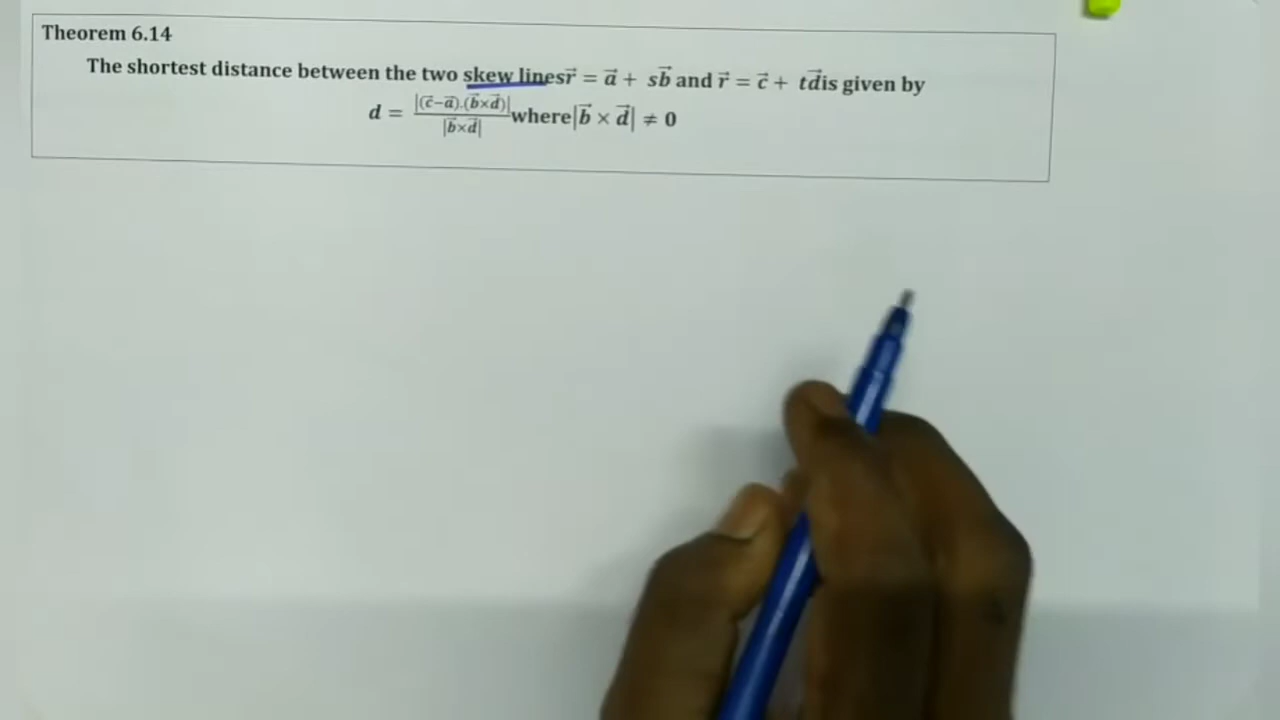 Theorem 6.14
The shortest distance between the two skew lines r⃗ = a⃗ + sb⃗ and r⃗ = c⃗ + td⃗ is given by
d = |(c⃗−a⃗).(b⃗×d⃗)| / |b⃗×d⃗| where |b⃗ × d⃗| ≠ 0